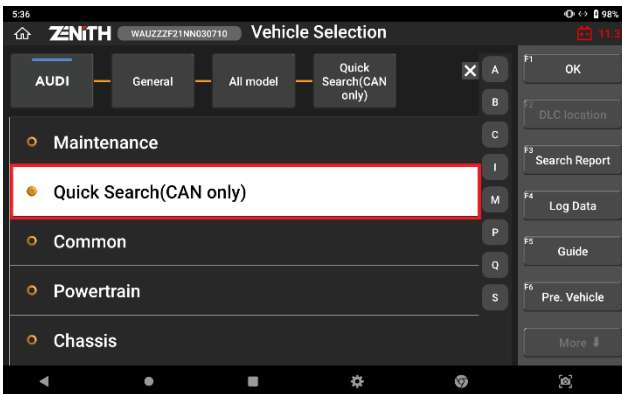 5:36
98%
ZENITH WAUZZZF21NN030710 Vehicle Selection
11.3
AUDI
General
All model
Quick
Search(CAN
only)
Maintenance
Quick Search(CAN only)
Common
Powertrain
Chassis
A
B
C
I
M
P
Q
S
F1 OK
F2 DLC location
F3 Search Report
F4 Log Data
F5 Guide
F6 Pre. Vehicle
More